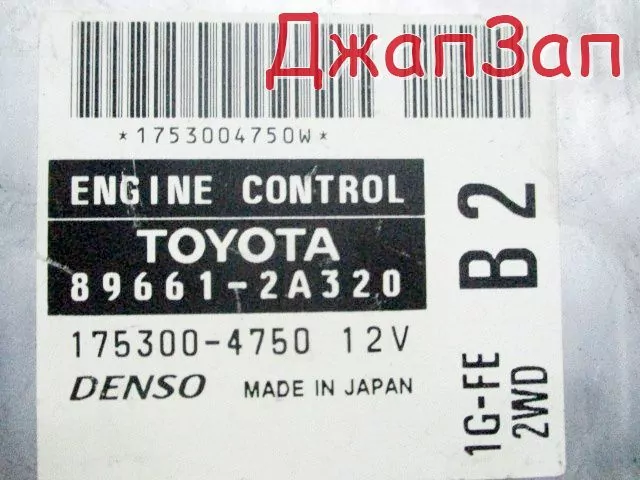 ДжапЗап
*1753004750W*
ENGINE CONTROL
TOYOTA
89661-2A320
175300-4750 12V
DENSO MADE IN JAPAN
B2
1G-FE
2WD